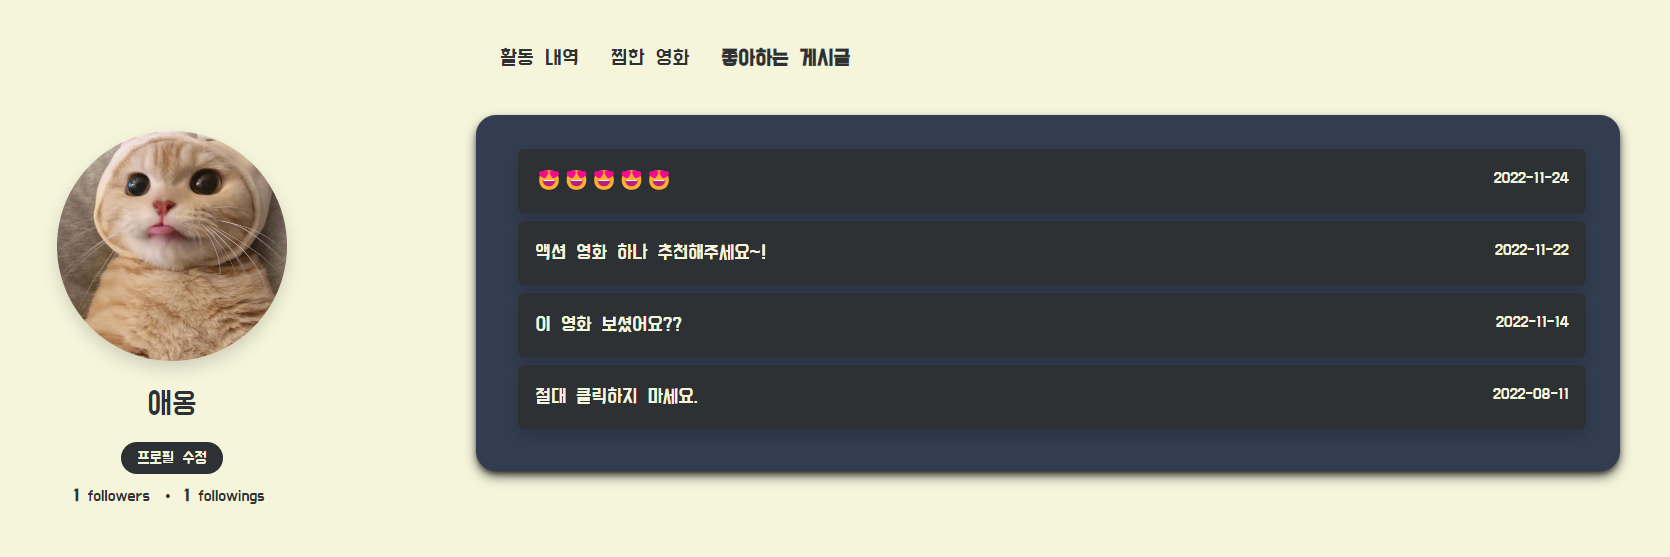 활동 내역 찜한 영화 좋아하는 게시글
😍😍😍😍😍 2022-11-24
액션 영화 하나 추천해주세요~! 2022-11-22
이 영화 보셨어요?? 2022-11-14
절대 클릭하지 마세요. 2022-08-11
애옹
프로필 수정
1 followers • 1 followings